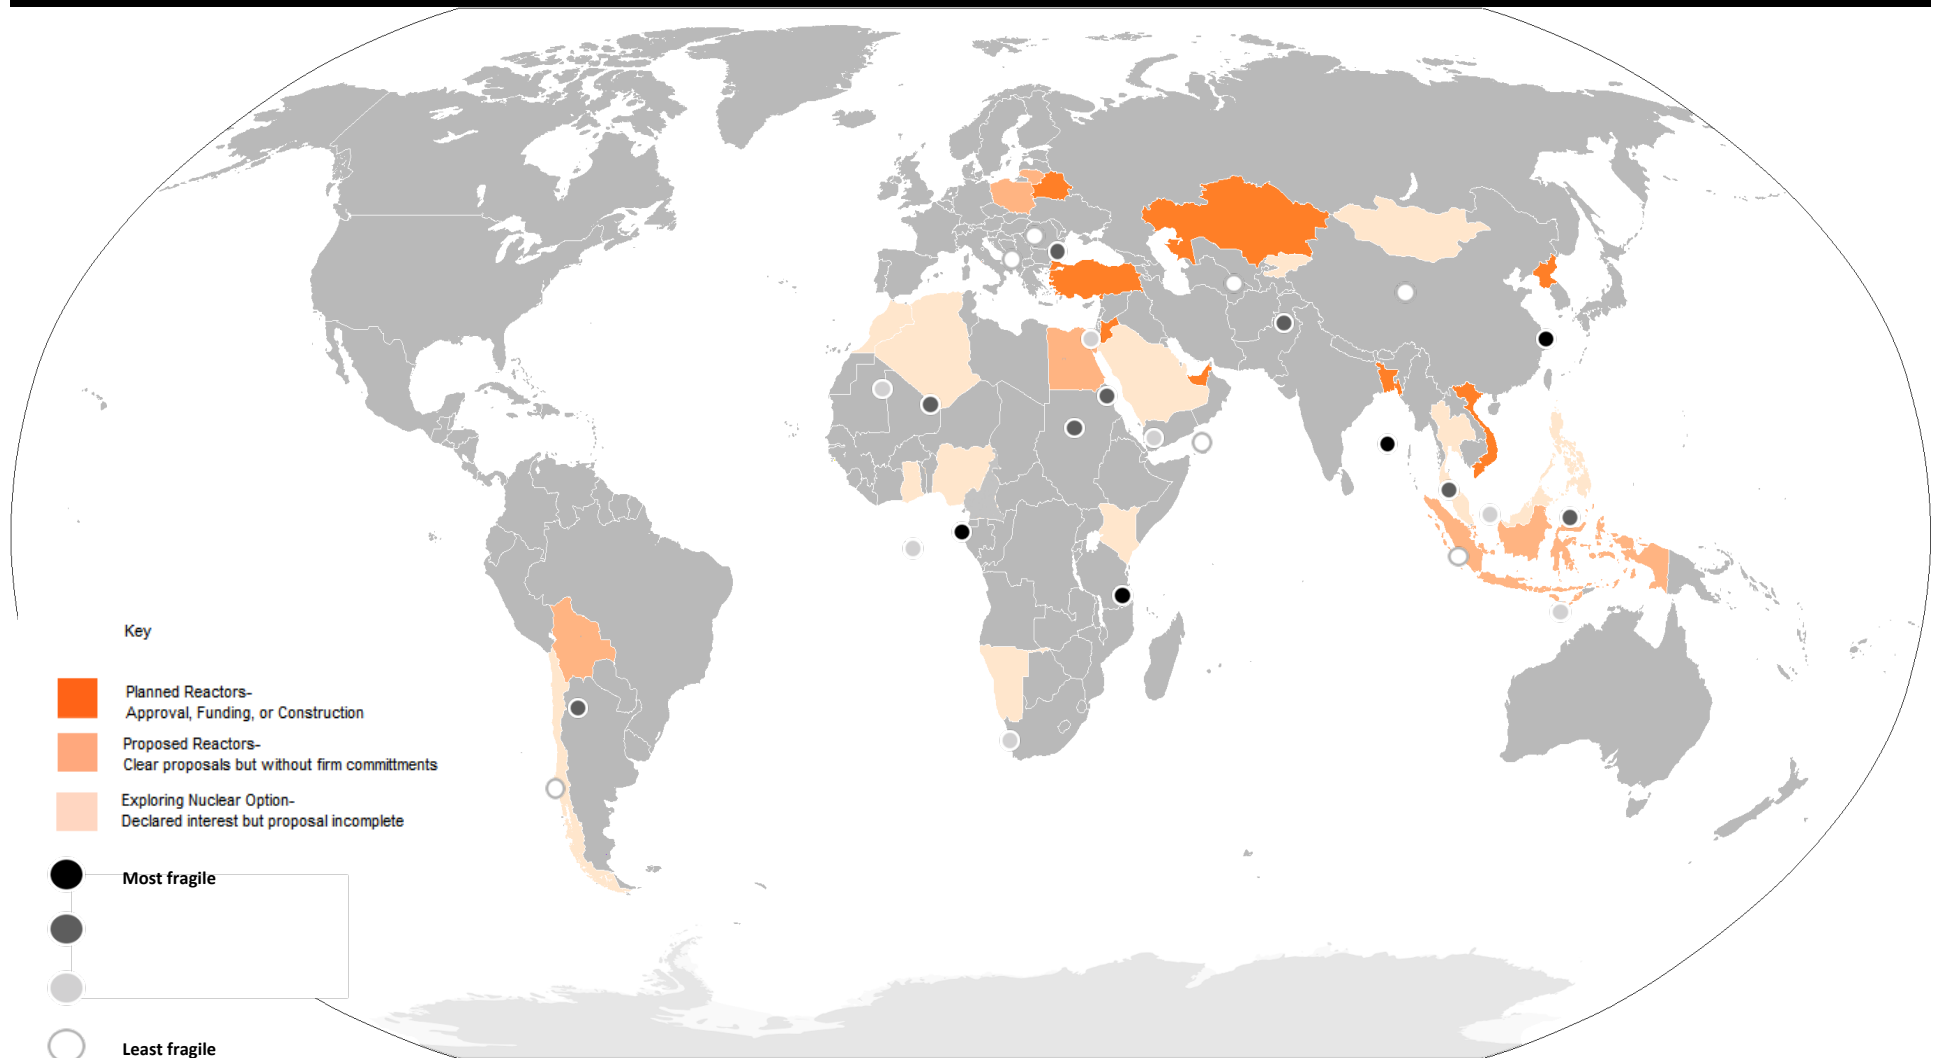 Key
Planned Reactors-
Approval, Funding, or Construction
Proposed Reactors-
Clear proposals but without firm committments
Exploring Nuclear Option-
Declared interest but proposal incomplete
Most fragile
Least fragile